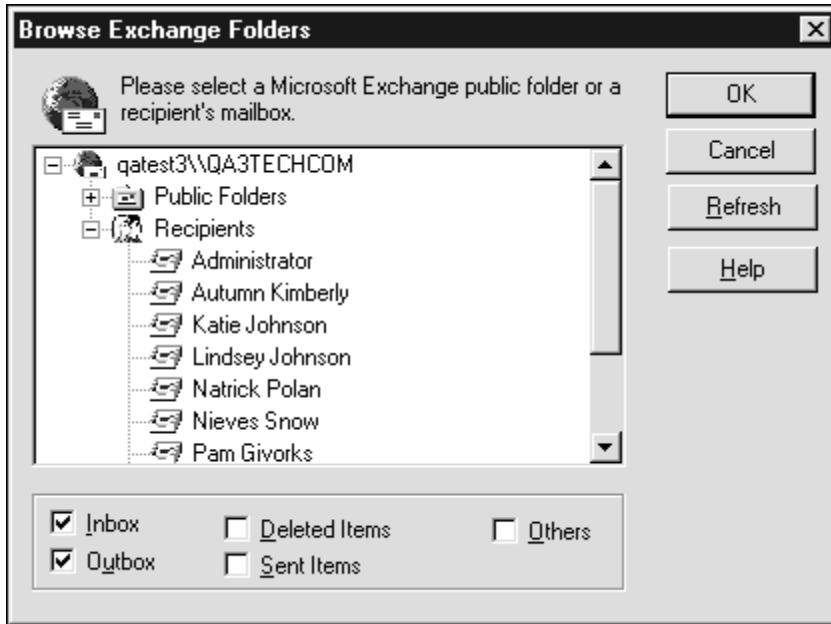 Browse Exchange Folders
Please select a Microsoft Exchange public folder or a
recipient's mailbox.
OK
Cancel
Refresh
Help
qatest3\\QA3TECHCOM
Public Folders
Recipients
Administrator
Autumn Kimberly
Katie Johnson
Lindsey Johnson
Natrick Polan
Nieves Snow
Pam Givorks
Inbox
Deleted Items
Others
Outbox
Sent Items